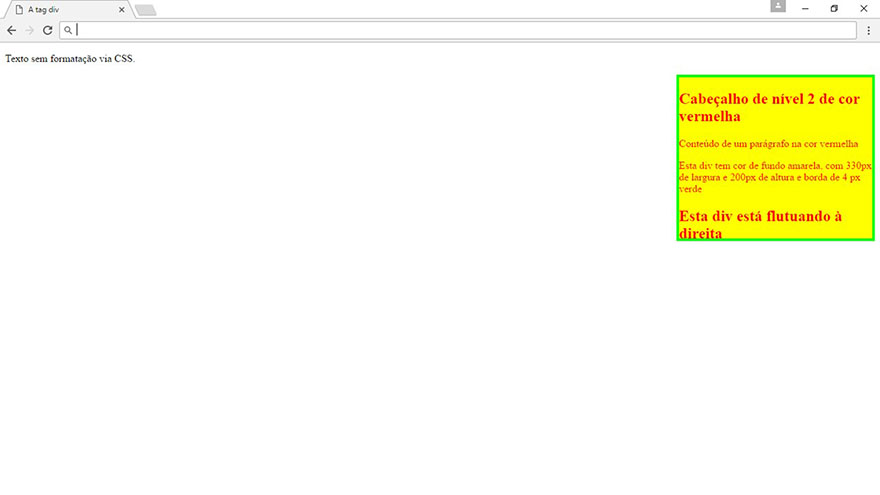 A tag div
Texto sem formatação via CSS.
Cabeçalho de nível 2 de cor
vermelha
Conteúdo de um parágrafo na cor vermelha
Esta div tem cor de fundo amarela, com 330px
de largura e 200px de altura e borda de 4 px
verde
Esta div está flutuando à
direita